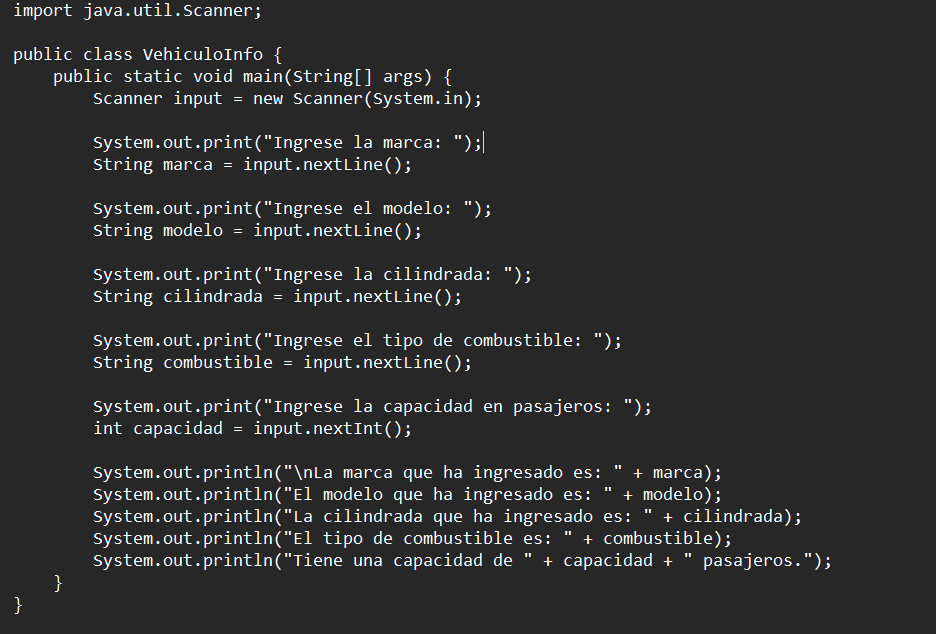 import java.util.Scanner;
public class VehiculoInfo {
public static void main(String[] args) {
Scanner input = new Scanner(System.in);
System.out.print("Ingrese la marca: ");
String marca = input.nextLine();
System.out.print("Ingrese el modelo: ");
String modelo = input.nextLine();
System.out.print("Ingrese la cilindrada: ");
String cilindrada = input.nextLine();
System.out.print("Ingrese el tipo de combustible: ");
String combustible = input.nextLine();
System.out.print("Ingrese la capacidad en pasajeros: ");
int capacidad = input.nextInt();
System.out.println("\nLa marca que ha ingresado es: " + marca);
System.out.println("El modelo que ha ingresado es: " + modelo);
System.out.println("La cilindrada que ha ingresado es: " + cilindrada);
System.out.println("El tipo de combustible es: " + combustible);
System.out.println("Tiene una capacidad de " + capacidad + " pasajeros.");
}
}